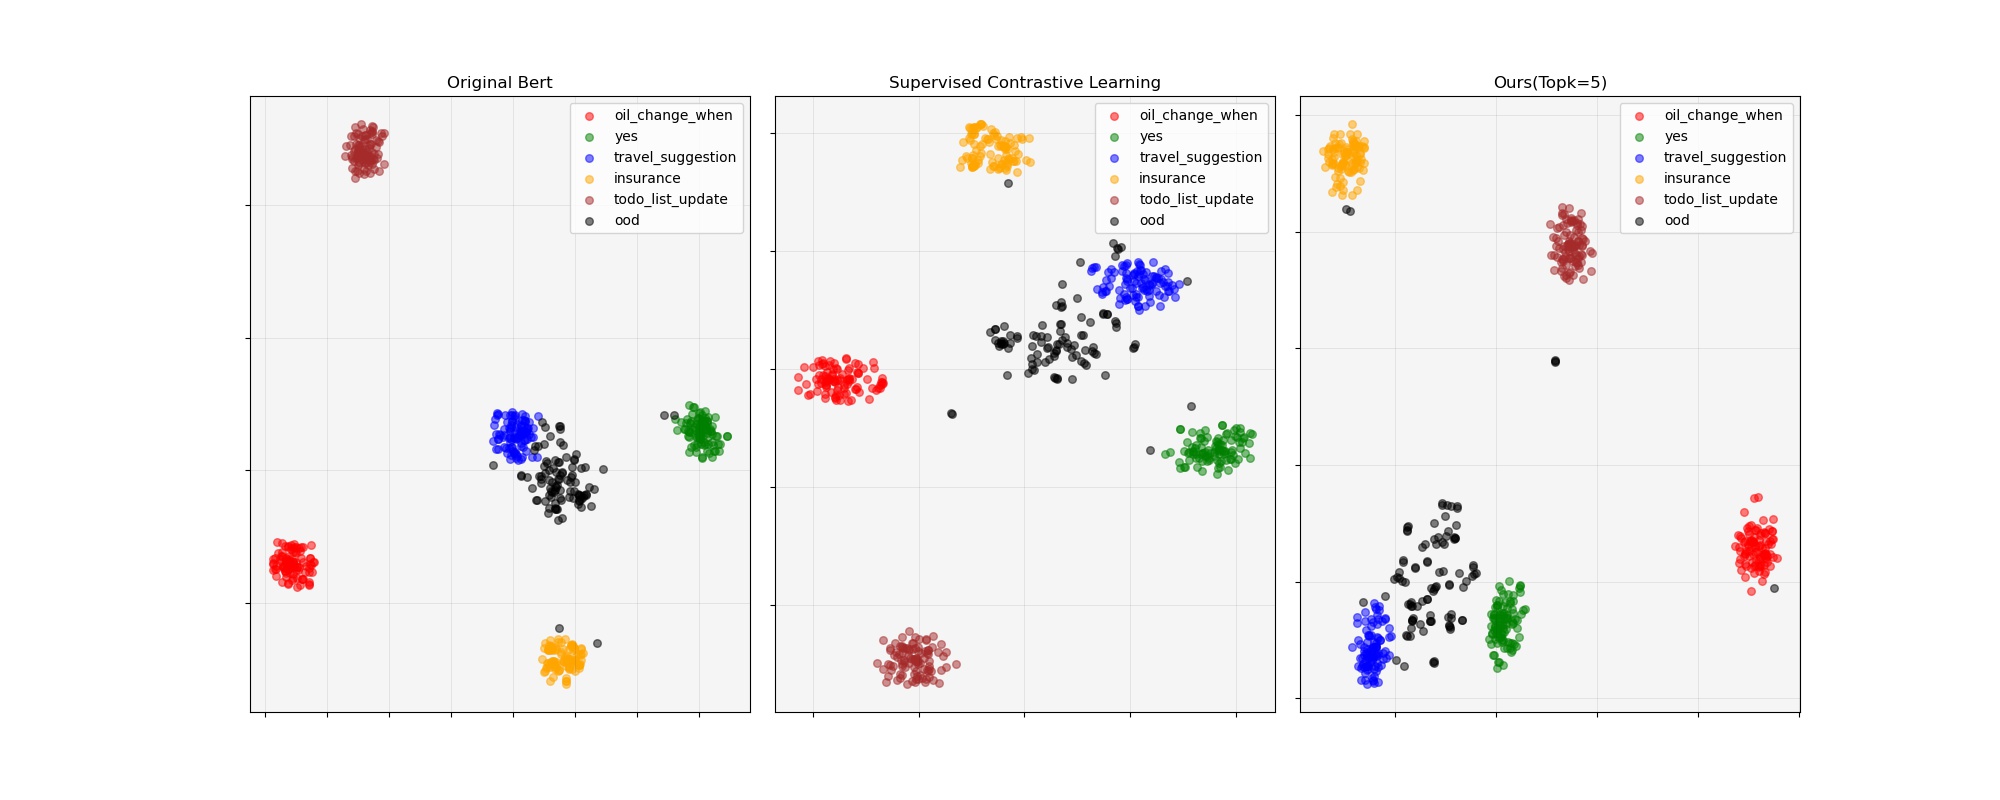 Original Bert
oil_change_when
yes
travel_suggestion
insurance
todo_list_update
ood
Supervised Contrastive Learning
oil_change_when
yes
travel_suggestion
insurance
todo_list_update
ood
Ours(Topk=5)
oil_change_when
yes
travel_suggestion
insurance
todo_list_update
ood